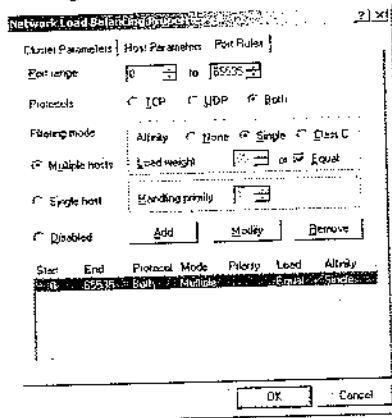 Network Load Balancing
Cluster Parameters Host Parameters Port Rules
Port range 0 to 65535
Protocols TCP UDP Both
Filtering mode Affinity None Single Class C
Multiple hosts Load weight or Equal
Single host Handling priority
Disabled Add Modify Remove
Start End Protocol Mode Priority Load Affinity
0 65535 Both Multiple Equal Single
OK Cancel